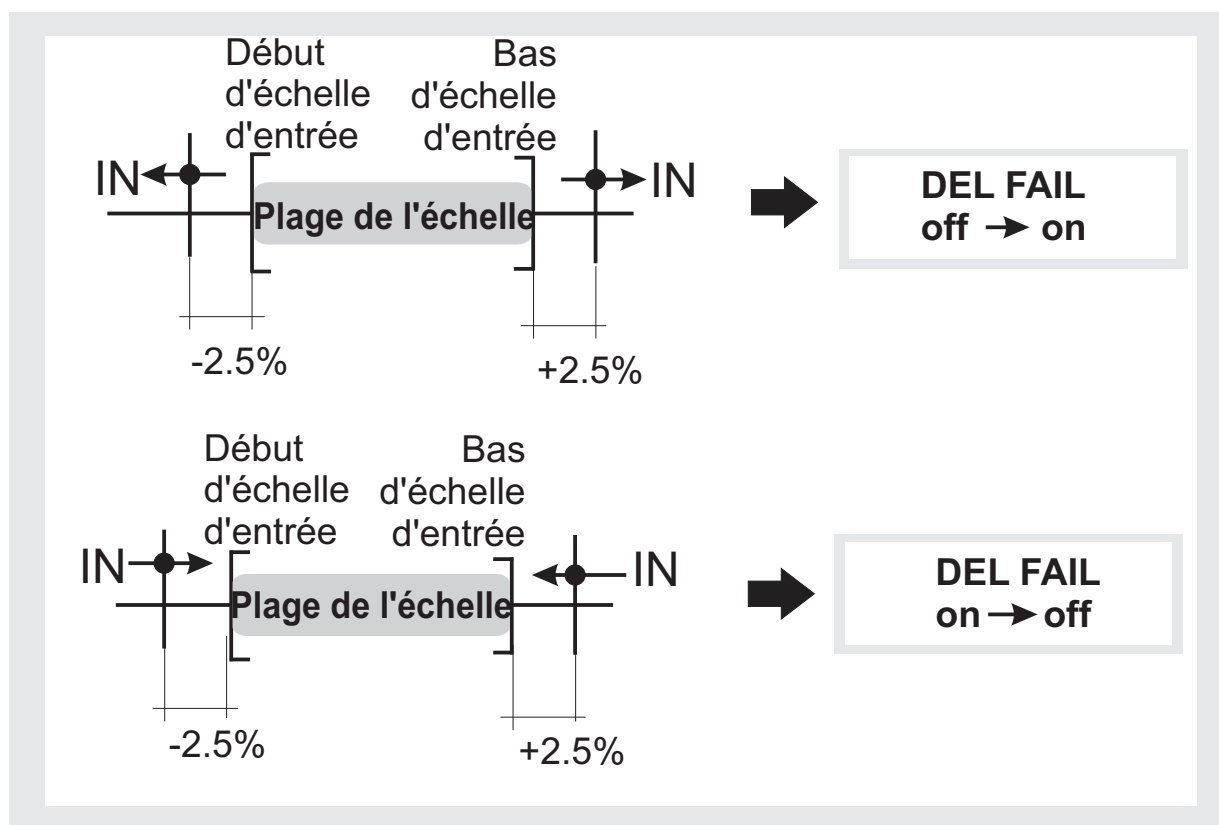 Début
d'échelle
d'entrée
Bas
d'échelle
d'entrée
IN
IN
Plage de l'échelle
DEL FAIL
off → on
-2.5%
+2.5%
Début
d'échelle
d'entrée
Bas
d'échelle
d'entrée
IN
IN
Plage de l'échelle
DEL FAIL
on → off
-2.5%
+2.5%